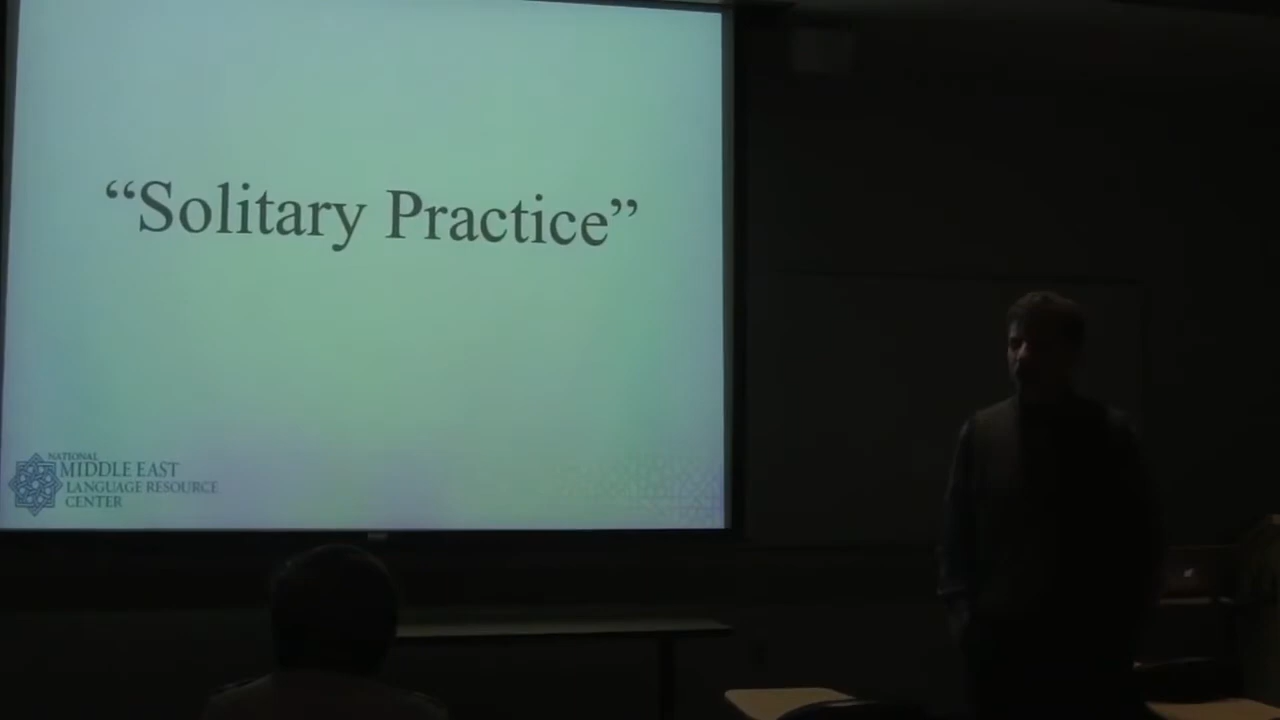 “Solitary Practice”
NATIONAL
MIDDLE EAST
LANGUAGE RESOURCE
CENTER